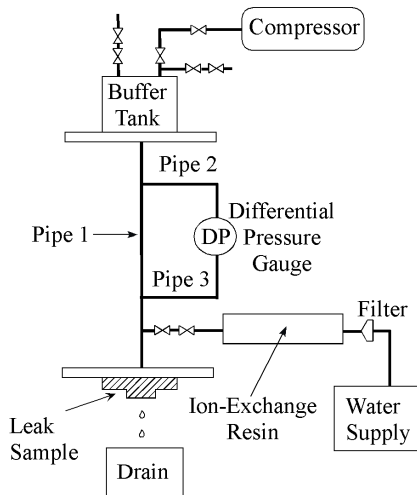 Compressor
Buffer
Tank
Pipe 2
Pipe 1
DP
Differential
Pressure
Gauge
Pipe 3
Filter
Leak
Sample
Ion-Exchange
Resin
Water
Supply
Drain